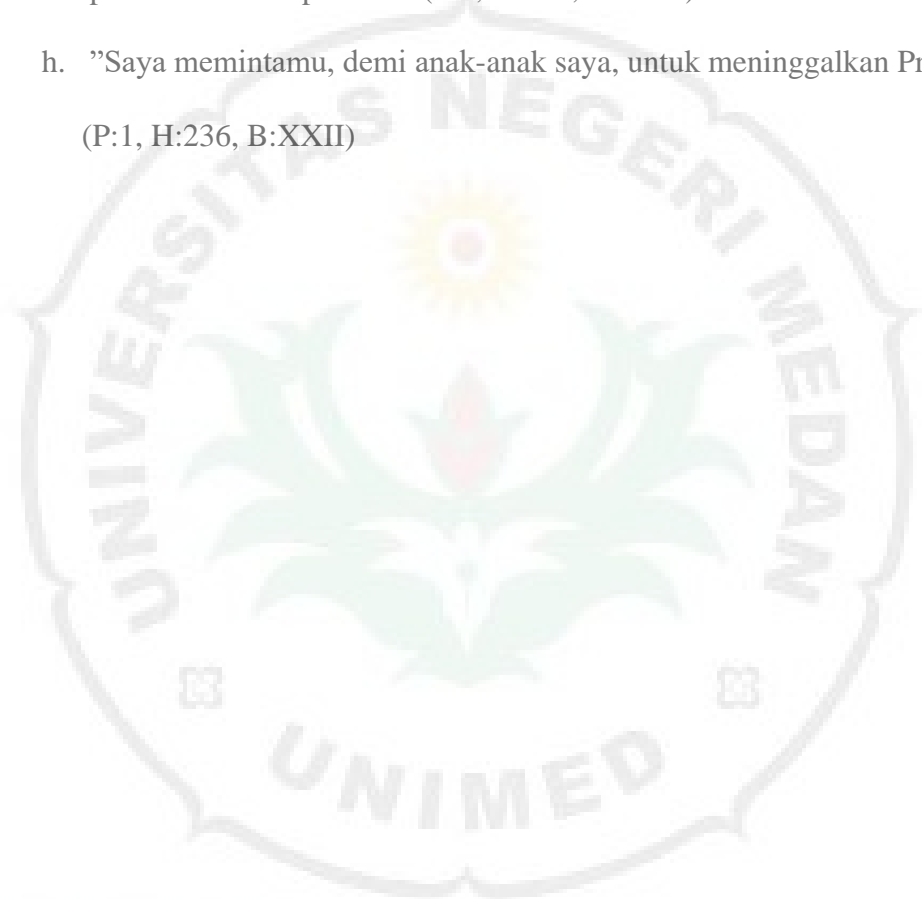 h. ”Saya memintamu, demi anak-anak saya, untuk meninggalkan
(P:1, H:236, B:XXII)
UNIVERSITAS NEGERI MEDAN
UNIMED